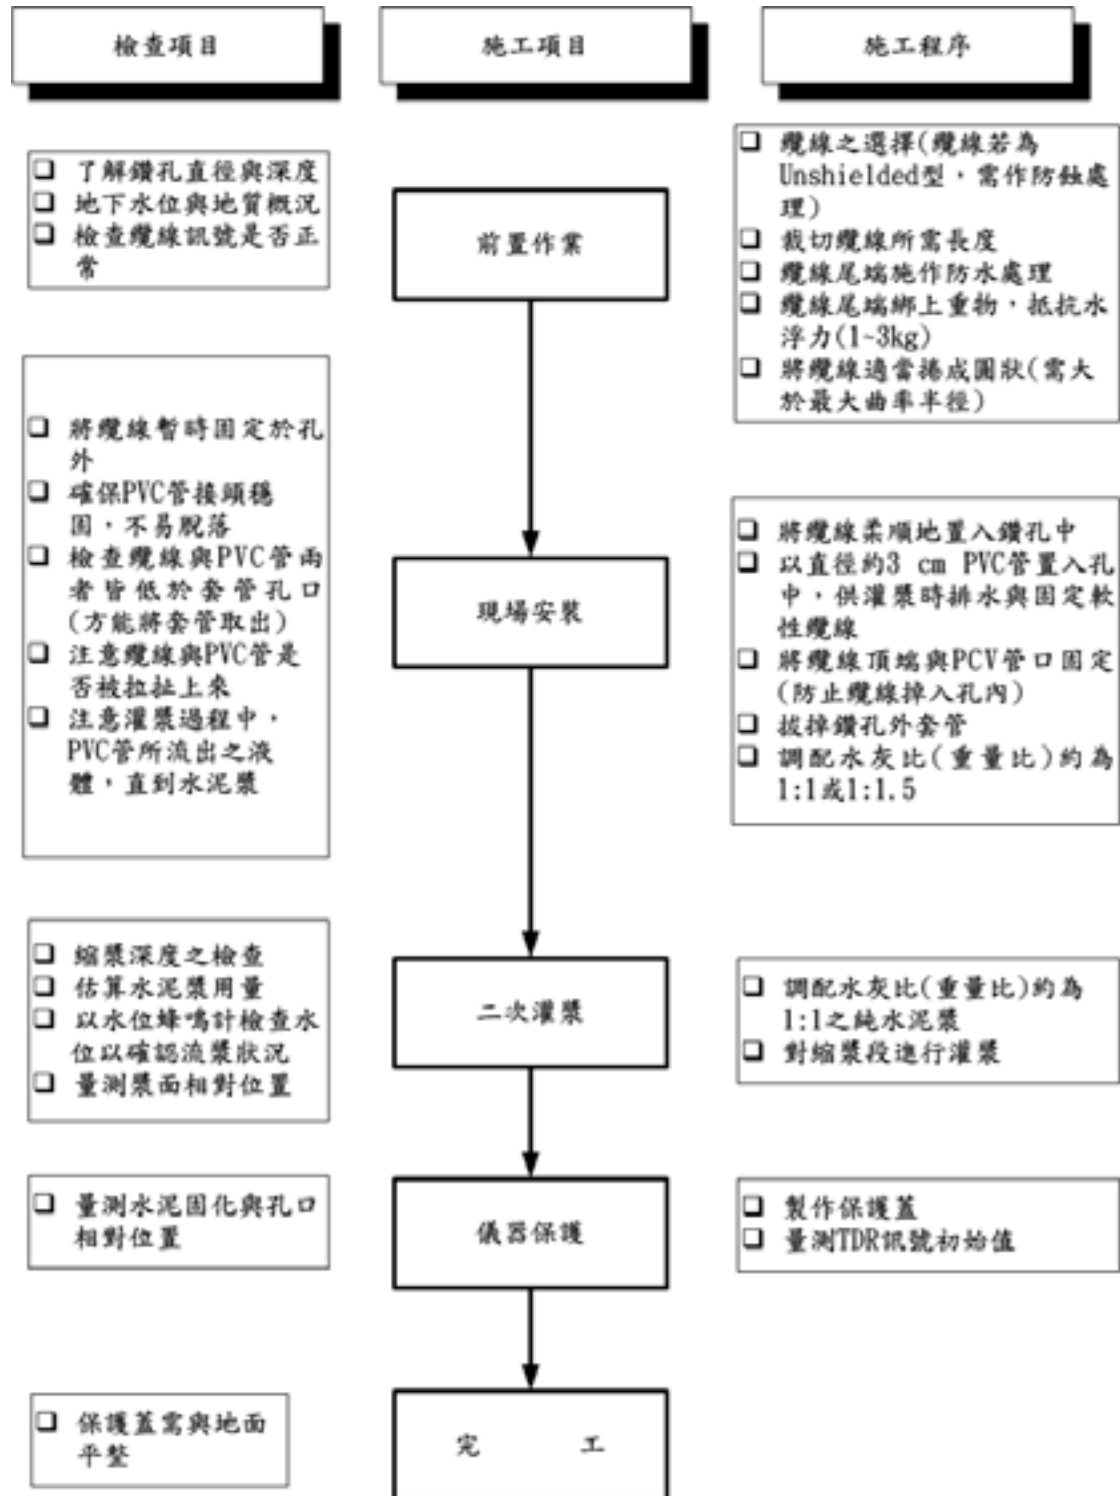 檢查項目
施工項目
施工程序
❑ 了解鑽孔直徑與深度
❑ 地下水位與地質概況
❑ 檢查纜線訊號是否正
常
前置作業
❑ 纜線之選擇(纜線若為
Unshielded型，需作防蝕處
理)
❑ 裁切纜線所需長度
❑ 纜線尾端施作防水處理
❑ 纜線尾端綁上重物，抵抗水
浮力(1~3kg)
❑ 將纜線適當捲成圓狀(需大
於最大曲率半徑)
❑ 將纜線暫時固定於孔
外
❑ 確保PVC管接頭穩
固，不易脫落
❑ 檢查纜線與PVC管兩
者皆低於套管孔口
(方能將套管取出)
❑ 注意纜線與PVC管是
否被拉扯上來
❑ 注意灌漿過程中，
PVC管所流出之液
體，直到水泥漿
現場安裝
❑ 將纜線柔順地置入鑽孔中
❑ 以直徑約3 cm PVC管置入孔
中，供灌漿時排水與固定軟
性纜線
❑ 將纜線頂端與PCV管口固定
(防止纜線掉入孔內)
❑ 拔掉鑽孔外套管
❑ 調配水灰比(重量比)約為
1:1或1:1.5
❑ 縮漿深度之檢查
❑ 估算水泥漿用量
❑ 以水位蜂鳴計檢查水
位以確認流漿狀況
❑ 量測漿面相對位置
二次灌漿
❑ 調配水灰比(重量比)約為
1:1之純水泥漿
❑ 對縮漿段進行灌漿
❑ 量測水泥固化與孔口
相對位置
儀器保護
❑ 製作保護蓋
❑ 量測TDR訊號初始值
❑ 保護蓋需與地面
平整
完 工